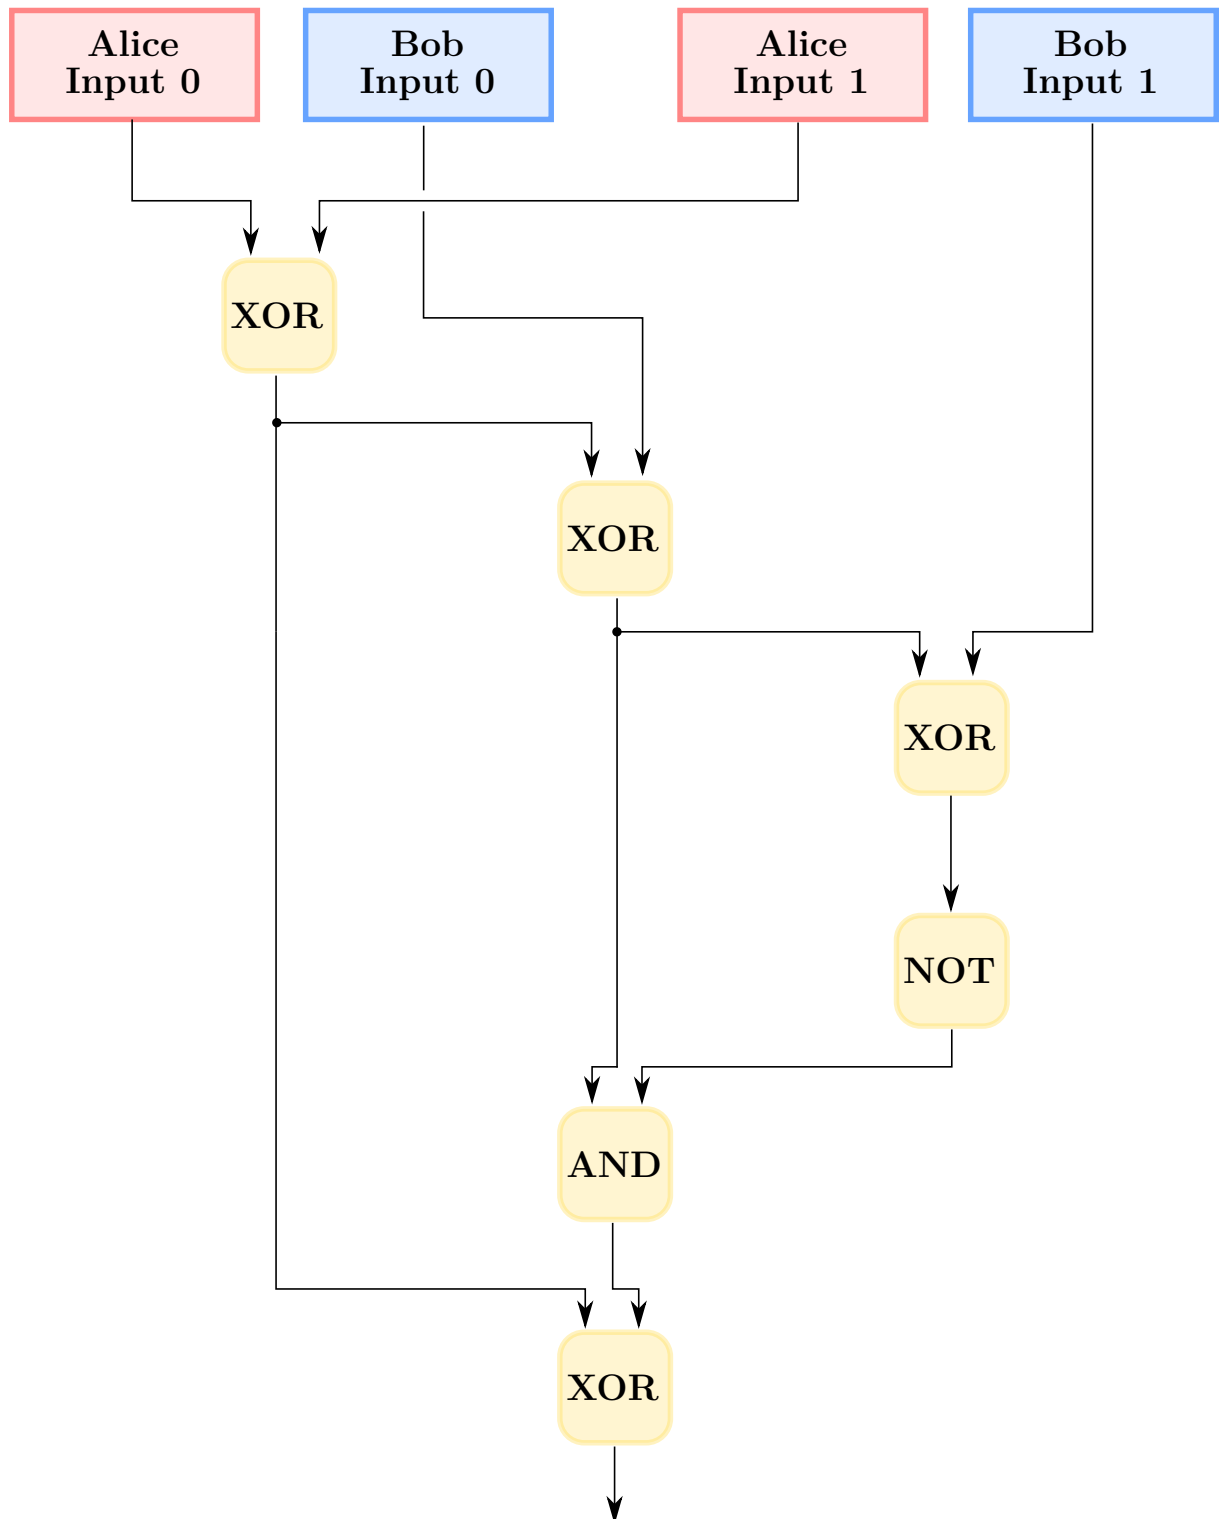 Alice
Input 0
Bob
Input 0
Alice
Input 1
Bob
Input 1
XOR
XOR
XOR
NOT
AND
XOR